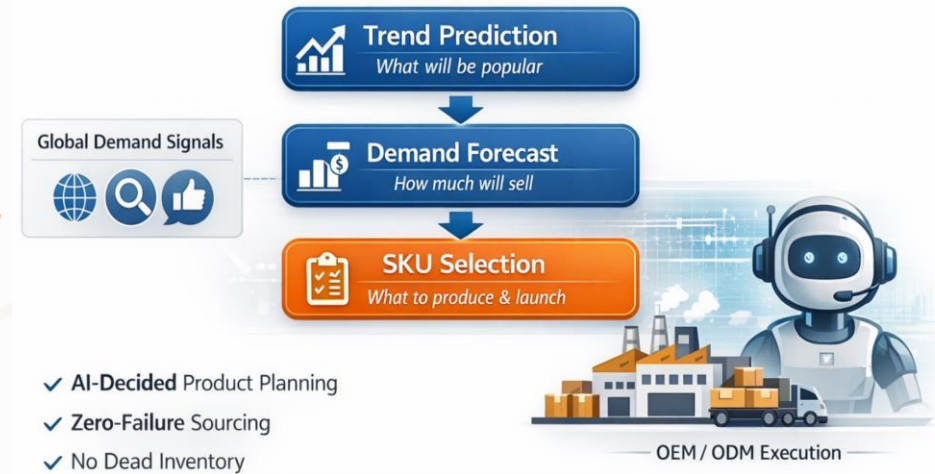 Trend Prediction
What will be popular
Global Demand Signals
Demand Forecast
How much will sell
SKU Selection
What to produce & launch
✓ AI-Decided Product Planning
✓ Zero-Failure Sourcing
✓ No Dead Inventory
OEM / ODM Execution